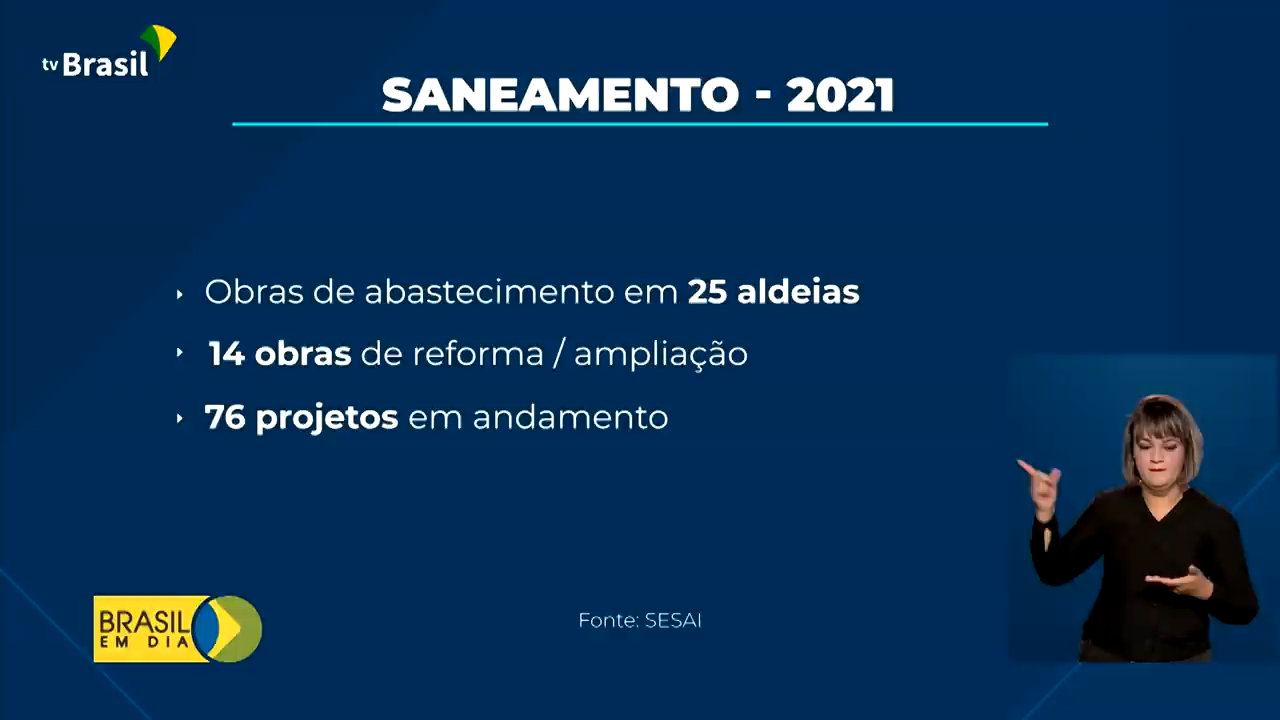 tv Brasil
SANEAMENTO - 2021
Obras de abastecimento em 25 aldeias
14 obras de reforma / ampliação
76 projetos em andamento
BRASIL
EM DIA
Fonte: SESAI